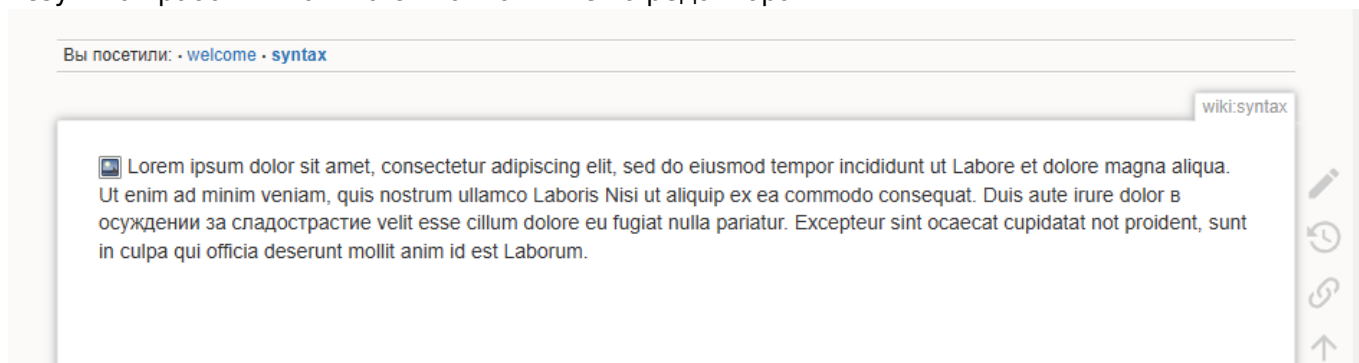 Вы посетили: • welcome • syntax
wiki:syntax
Lorem ipsum dolor sit amet, consectetur adipiscing elit, sed do eiusmod tempor incididunt ut Labore et dolore magna aliqua.
Ut enim ad minim veniam, quis nostrum ullamco Laboris Nisi ut aliquip ex ea commodo consequat. Duis aute irure dolor в
осуждении за сладострастие velit esse cillum dolore eu fugiat nulla pariatur. Excepteur sint ocaecat cupidatat not proident, sunt
in culpa qui officia deserunt mollit anim id est Laborum.